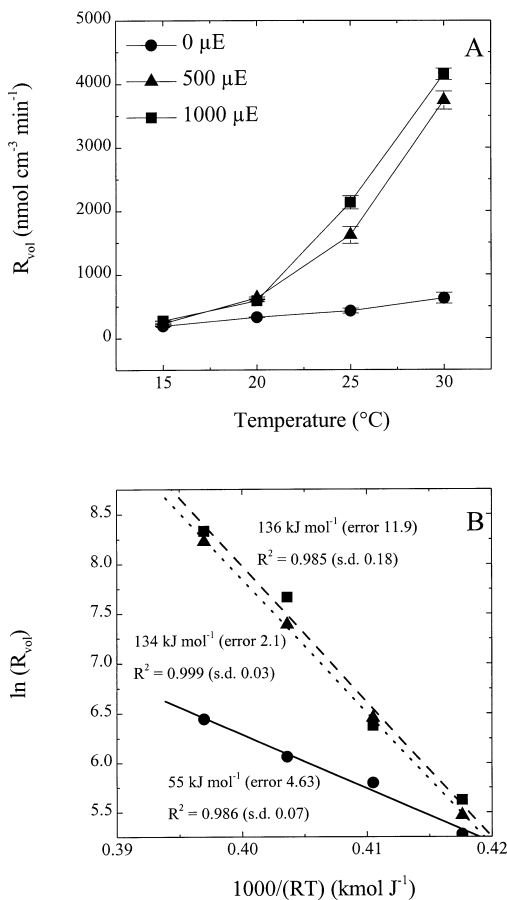 5000
4000
3000
2000
1000
0
R_vol (nmol cm⁻³ min⁻¹)
0 µE
500 µE
1000 µE
A
15 20 25 30
Temperature (°C)
8.5
8.0
7.5
7.0
6.5
6.0
5.5
ln (R_vol)
B
136 kJ mol⁻¹ (error 11.9)
R² = 0.985 (s.d. 0.18)
134 kJ mol⁻¹ (error 2.1)
R² = 0.999 (s.d. 0.03)
55 kJ mol⁻¹ (error 4.63)
R² = 0.986 (s.d. 0.07)
0.39 0.40 0.41 0.42
1000/(RT) (kmol J⁻¹)